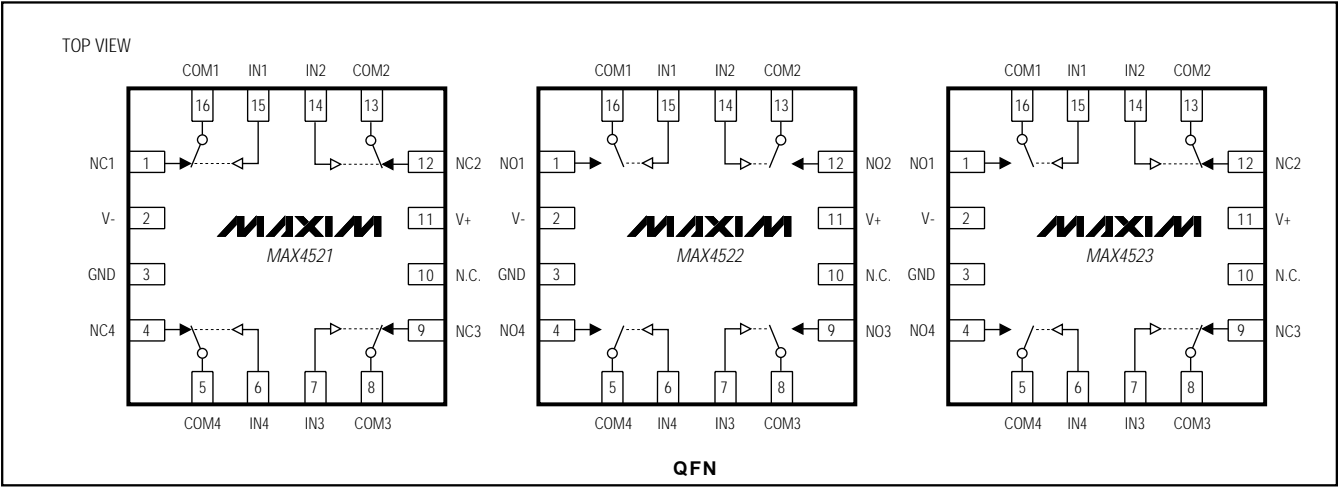 TOP VIEW
COM1 IN1 IN2 COM2 COM1 IN1 IN2 COM2 COM1 IN1 IN2 COM2
16 15 14 13 16 15 14 13 16 15 14 13
NC1 1 12 NC2 NO1 1 12 NO2 NO1 1 12 NC2
V- 2 11 V+ V- 2 11 V+ V- 2 11 V+
MAXIM MAXIM MAXIM
MAX4521 MAX4522 MAX4523
GND 3 10 N.C. GND 3 10 N.C. GND 3 10 N.C.
NC4 4 9 NC3 NO4 4 9 NO3 NO4 4 9 NC3
5 6 7 8 5 6 7 8 5 6 7 8
COM4 IN4 IN3 COM3 COM4 IN4 IN3 COM3 COM4 IN4 IN3 COM3
QFN